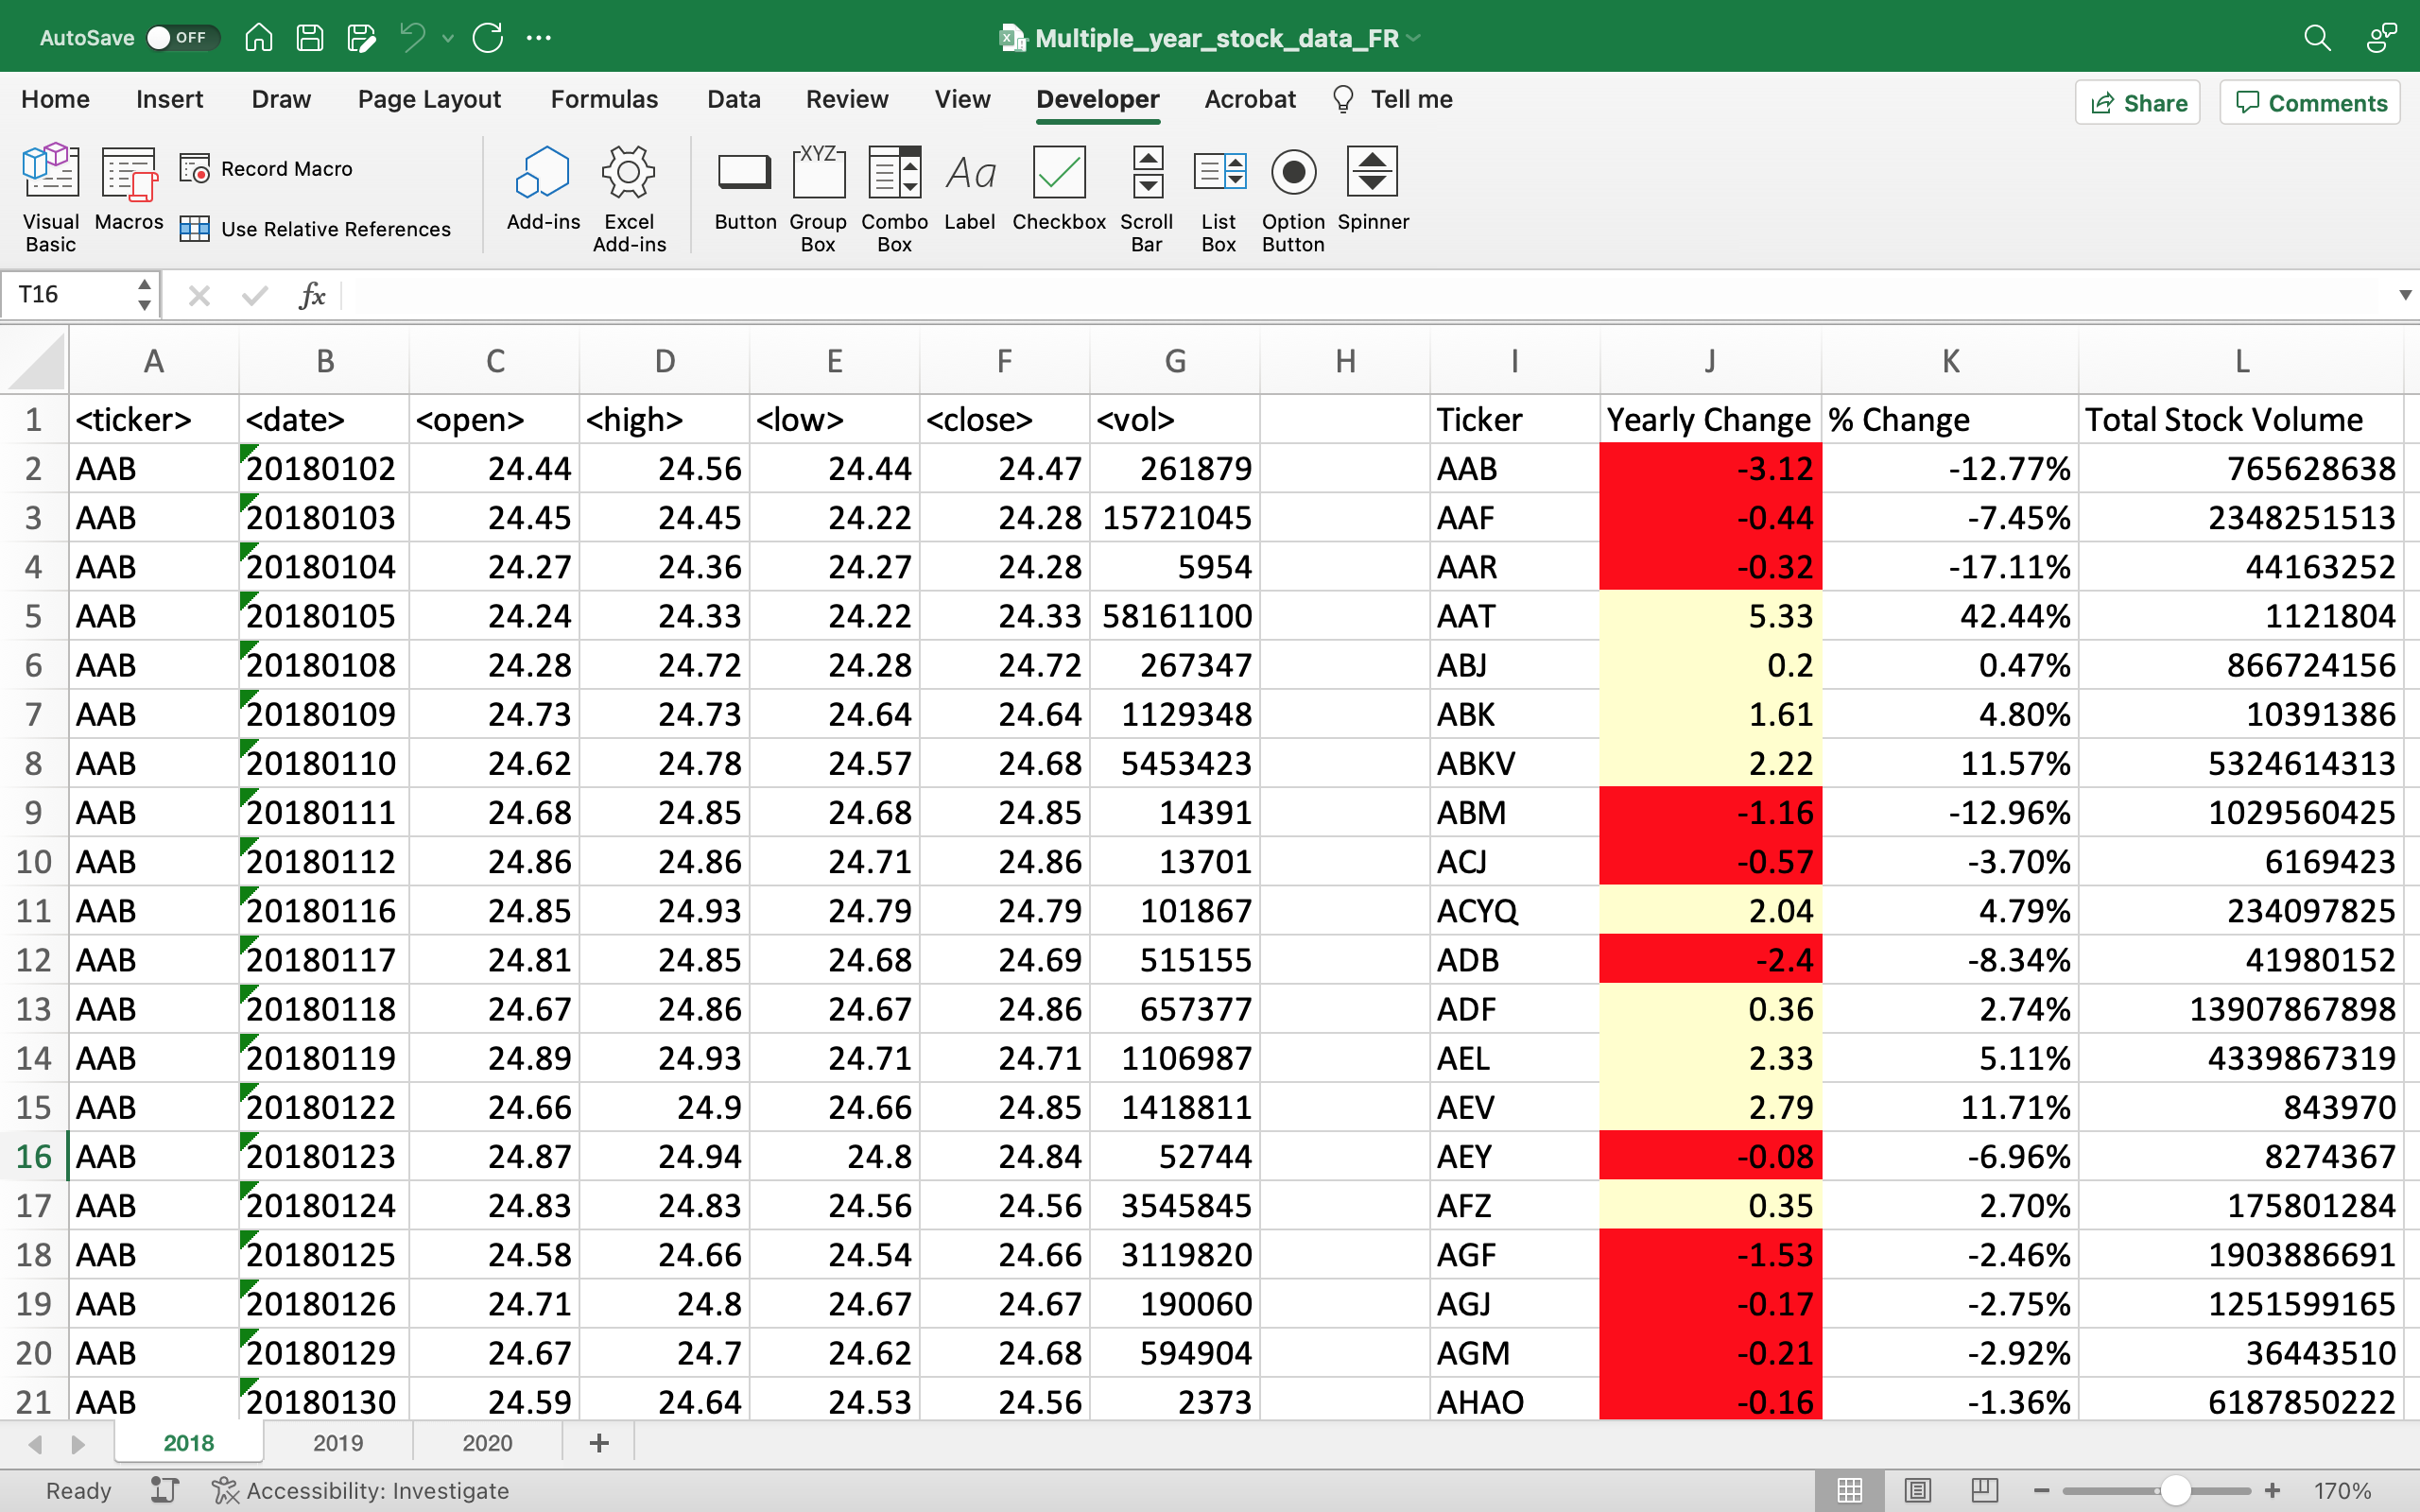 AutoSave OFF Multiple_year_stock_data_FR
Home Insert Draw Page Layout Formulas Data Review View Developer Acrobat Tell me Share Comments
Visual Basic Macros Record Macro Use Relative References Add-ins Excel Add-ins Button Group Box Combo Box Label Checkbox Scroll Bar List Box Option Button Spinner
XYZ Aa
T16 fx
A B C D E F G H I J K L
1 <ticker> <date> <open> <high> <low> <close> <vol> Ticker Yearly Change % Change Total Stock Volume
2 AAB 20180102 24.44 24.56 24.44 24.47 261879 AAB -3.12 -12.77% 765628638
3 AAB 20180103 24.45 24.45 24.22 24.28 15721045 AAF -0.44 -7.45% 2348251513
4 AAB 20180104 24.27 24.36 24.27 24.28 5954 AAR -0.32 -17.11% 44163252
5 AAB 20180105 24.24 24.33 24.22 24.33 58161100 AAT 5.33 42.44% 1121804
6 AAB 20180108 24.28 24.72 24.28 24.72 267347 ABJ 0.2 0.47% 866724156
7 AAB 20180109 24.73 24.73 24.64 24.64 1129348 ABK 1.61 4.80% 10391386
8 AAB 20180110 24.62 24.78 24.57 24.68 5453423 ABKV 2.22 11.57% 5324614313
9 AAB 20180111 24.68 24.85 24.68 24.85 14391 ABM -1.16 -12.96% 1029560425
10 AAB 20180112 24.86 24.86 24.71 24.86 13701 ACJ -0.57 -3.70% 6169423
11 AAB 20180116 24.85 24.93 24.79 24.79 101867 ACYQ 2.04 4.79% 234097825
12 AAB 20180117 24.81 24.85 24.68 24.69 515155 ADB -2.4 -8.34% 41980152
13 AAB 20180118 24.67 24.86 24.67 24.86 657377 ADF 0.36 2.74% 13907867898
14 AAB 20180119 24.89 24.93 24.71 24.71 1106987 AEL 2.33 5.11% 4339867319
15 AAB 20180122 24.66 24.9 24.66 24.85 1418811 AEV 2.79 11.71% 843970
16 AAB 20180123 24.87 24.94 24.8 24.84 52744 AEY -0.08 -6.96% 8274367
17 AAB 20180124 24.83 24.83 24.56 24.56 3545845 AFZ 0.35 2.70% 175801284
18 AAB 20180125 24.58 24.66 24.54 24.66 3119820 AGF -1.53 -2.46% 1903886691
19 AAB 20180126 24.71 24.8 24.67 24.67 190060 AGJ -0.17 -2.75% 1251599165
20 AAB 20180129 24.67 24.7 24.62 24.68 594904 AGM -0.21 -2.92% 36443510
21 AAB 20180130 24.59 24.64 24.53 24.56 2373 AHAO -0.16 -1.36% 6187850222
2018 2019 2020 +
Ready Accessibility: Investigate 170%